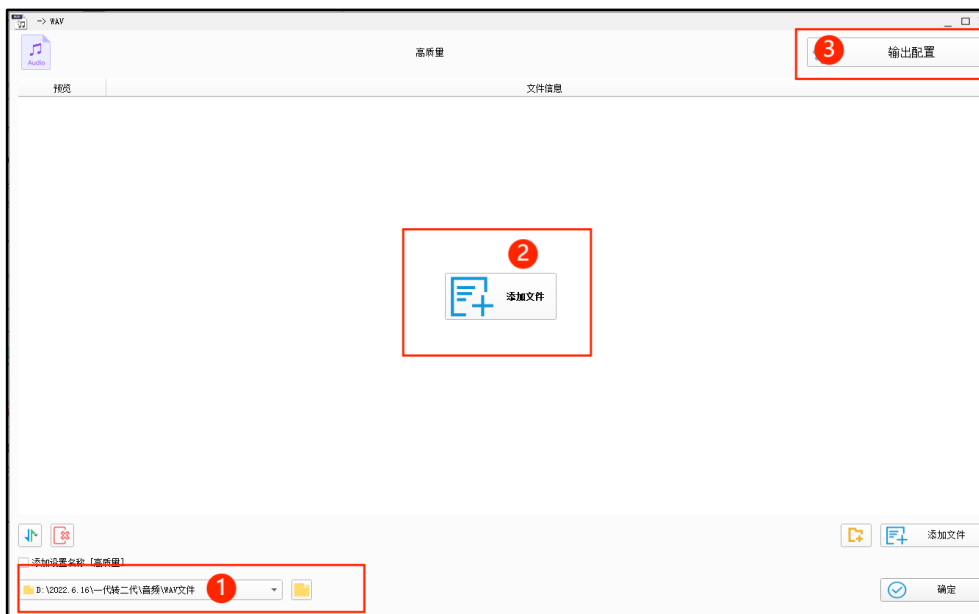 -> WAV
Audio
高质量
3
输出配置
预览
文件信息
2
添加文件
添加文件
添加设置名称 [高质量]
D:\2022.6.16\一代转二代\音频\WAV文件
1
确定